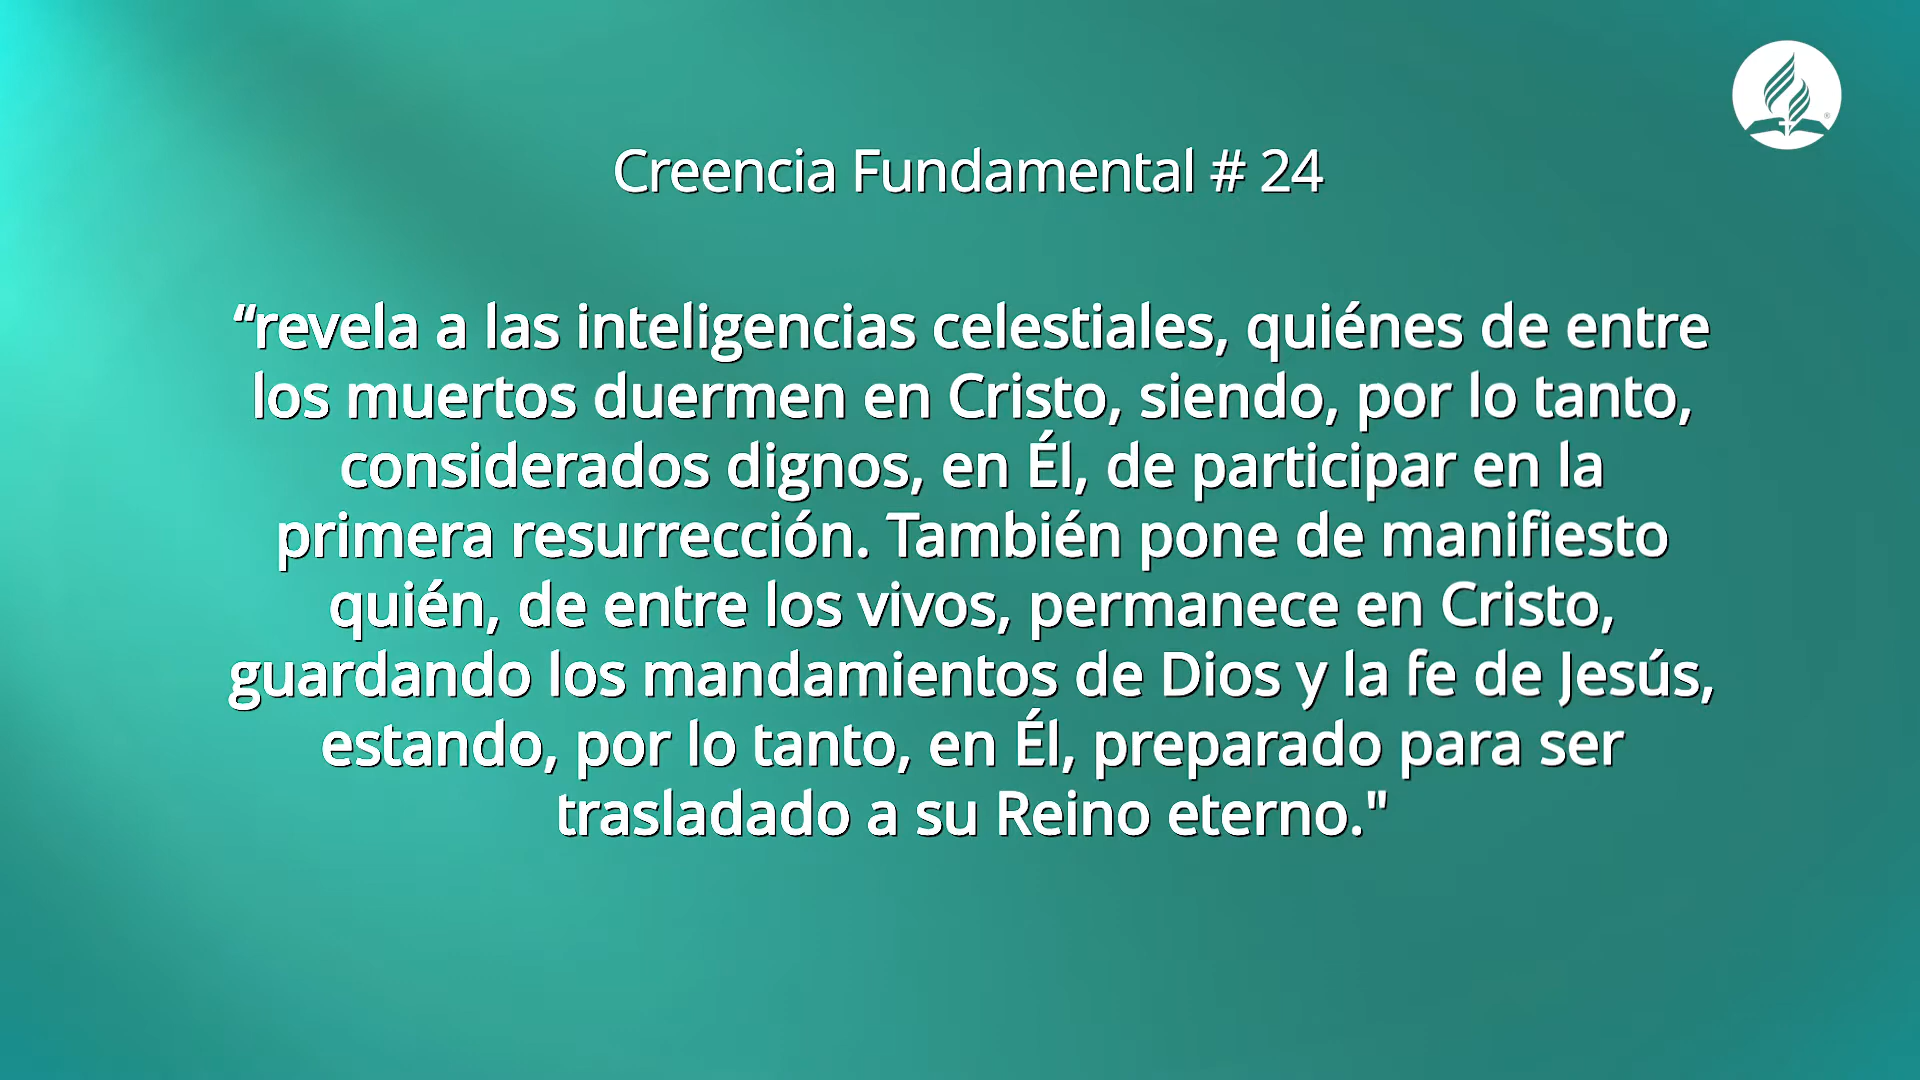 Creencia Fundamental # 24
“revela a las inteligencias celestiales, quiénes de entre
los muertos duermen en Cristo, siendo, por lo tanto,
considerados dignos, en Él, de participar en la
primera resurrección. También pone de manifiesto
quién, de entre los vivos, permanece en Cristo,
guardando los mandamientos de Dios y la fe de Jesús,
estando, por lo tanto, en Él, preparado para ser
trasladado a su Reino eterno."